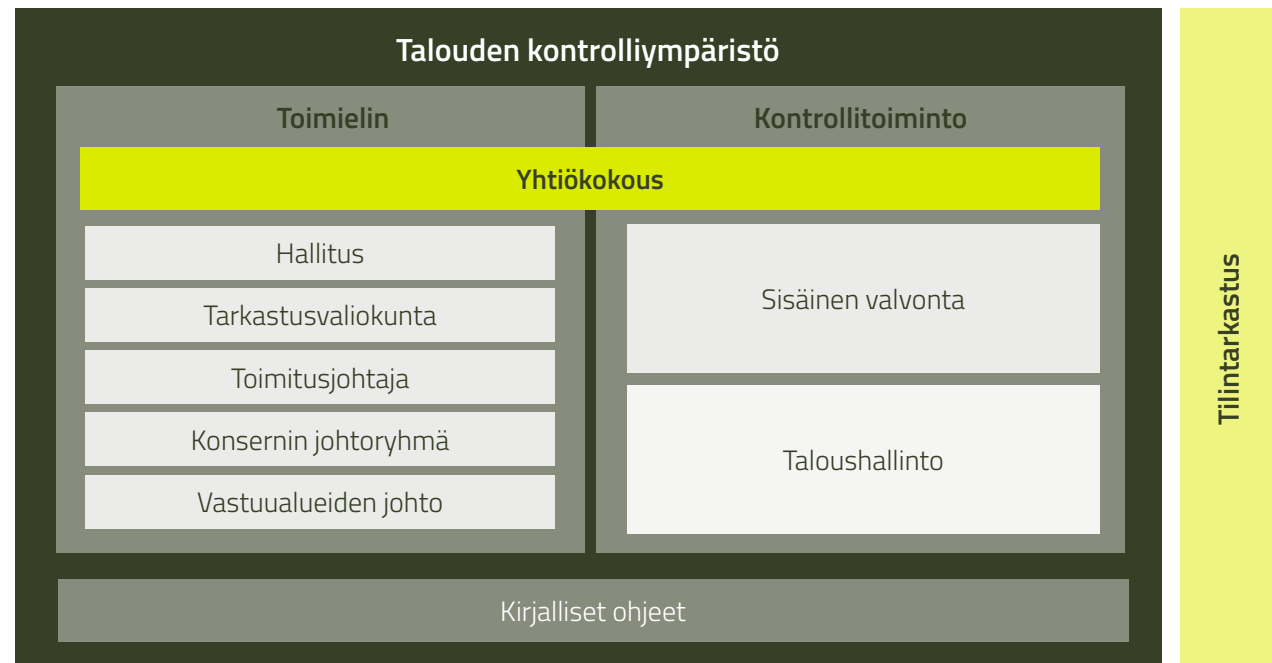 Talouden kontrolliympäristö
Toimielin
Kontrollitoiminto
Yhtiökokous
Hallitus
Tarkastusvaliokunta
Toimitusjohtaja
Konsernin johtoryhmä
Vastuualueiden johto
Sisäinen valvonta
Taloushallinto
Kirjalliset ohjeet
Tilintarkastus